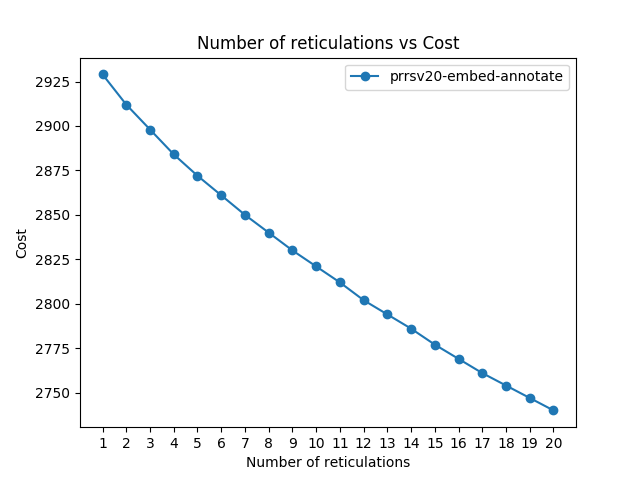 Number of reticulations vs Cost
prrsv20-embed-annotate
Cost
2925
2900
2875
2850
2825
2800
2775
2750
1 2 3 4 5 6 7 8 9 10 11 12 13 14 15 16 17 18 19 20
Number of reticulations